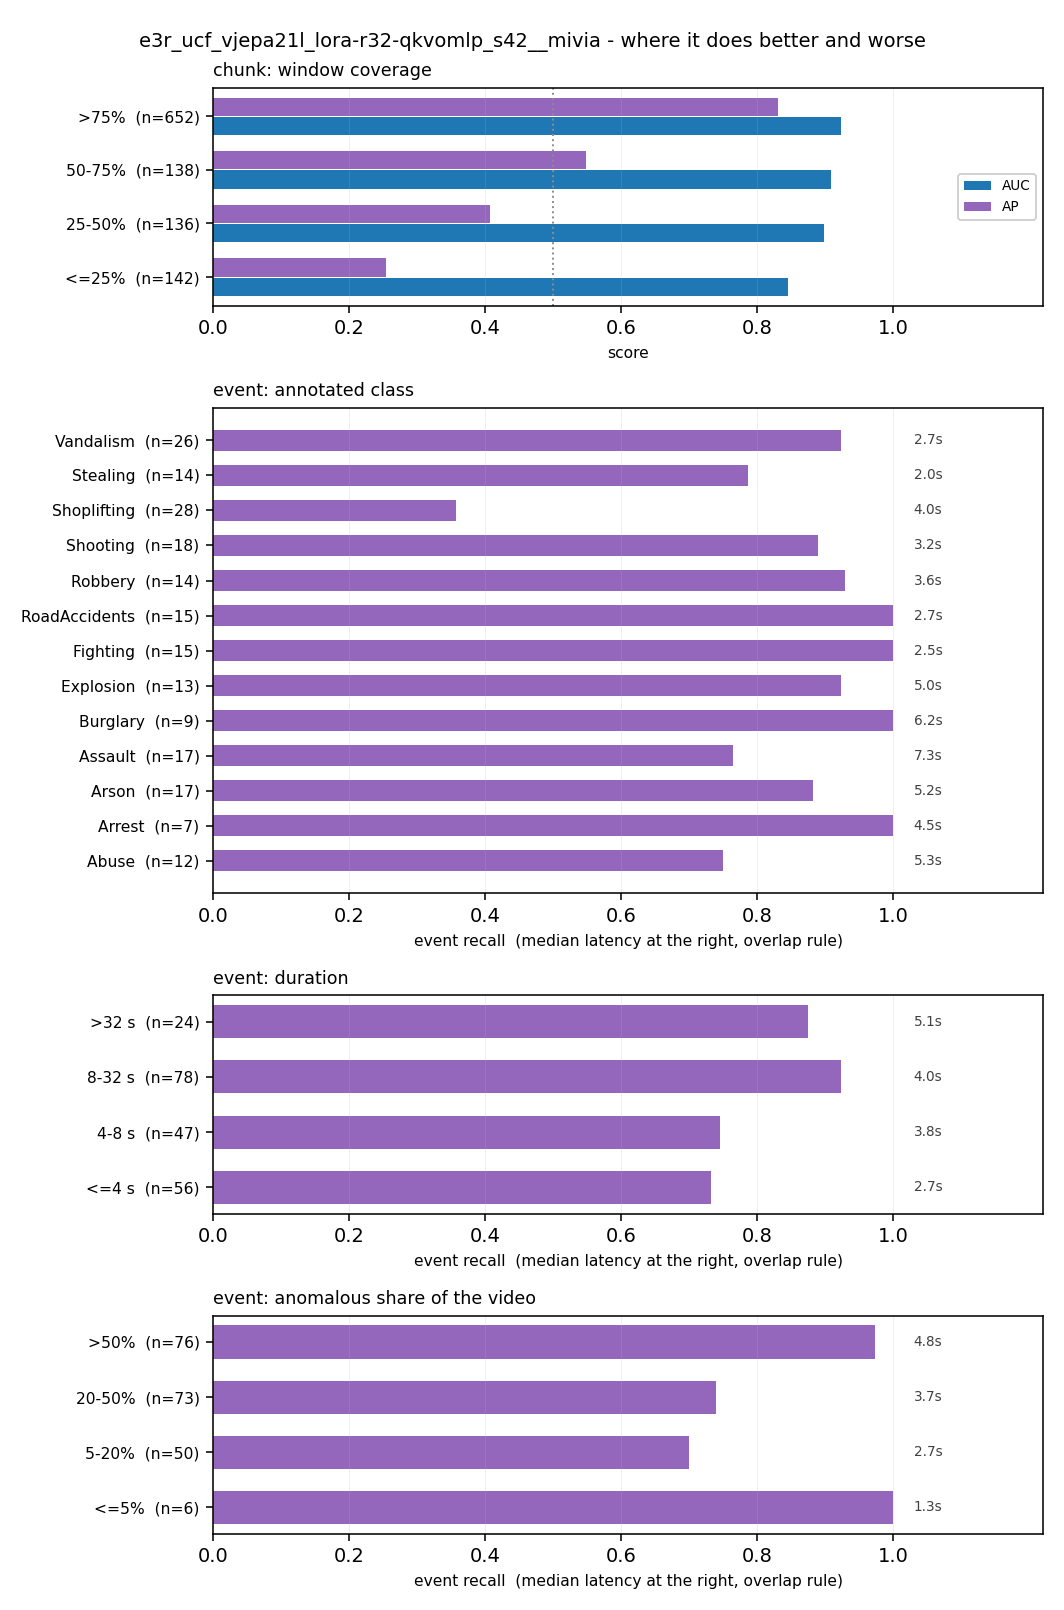 e3r_ucf_vjepa21l_lora-r32-qkvomlp_s42__mivia - where it does better and worse
chunk: window coverage
>75%  (n=652)
50-75%  (n=138)
25-50%  (n=136)
<=25%  (n=142)
AUC
AP
0.0 0.2 0.4 0.6 0.8 1.0
score
event: annotated class
Vandalism  (n=26) 2.7s
Stealing  (n=14) 2.0s
Shoplifting  (n=28) 4.0s
Shooting  (n=18) 3.2s
Robbery  (n=14) 3.6s
RoadAccidents  (n=15) 2.7s
Fighting  (n=15) 2.5s
Explosion  (n=13) 5.0s
Burglary  (n=9) 6.2s
Assault  (n=17) 7.3s
Arson  (n=17) 5.2s
Arrest  (n=7) 4.5s
Abuse  (n=12) 5.3s
0.0 0.2 0.4 0.6 0.8 1.0
event recall  (median latency at the right, overlap rule)
event: duration
>32 s  (n=24) 5.1s
8-32 s  (n=78) 4.0s
4-8 s  (n=47) 3.8s
<=4 s  (n=56) 2.7s
0.0 0.2 0.4 0.6 0.8 1.0
event recall  (median latency at the right, overlap rule)
event: anomalous share of the video
>50%  (n=76) 4.8s
20-50%  (n=73) 3.7s
5-20%  (n=50) 2.7s
<=5%  (n=6) 1.3s
0.0 0.2 0.4 0.6 0.8 1.0
event recall  (median latency at the right, overlap rule)